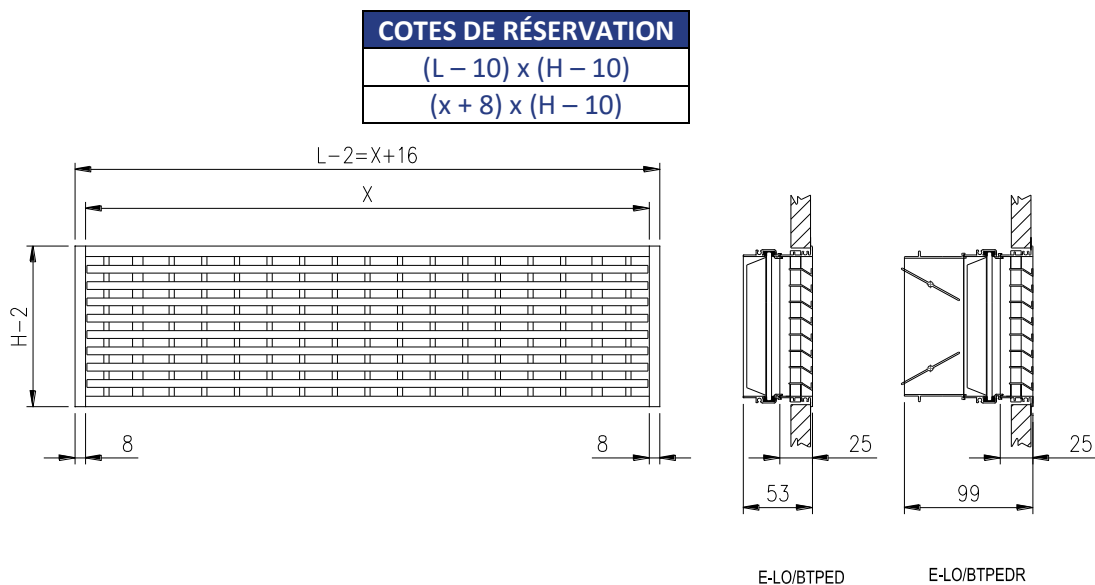 COTES DE RÉSERVATION
(L – 10) x (H – 10)
(x + 8) x (H – 10)
L-2=X+16
X
H-2
8
8
25
25
53
99
E-LO/BTPED
E-LO/BTPEDR